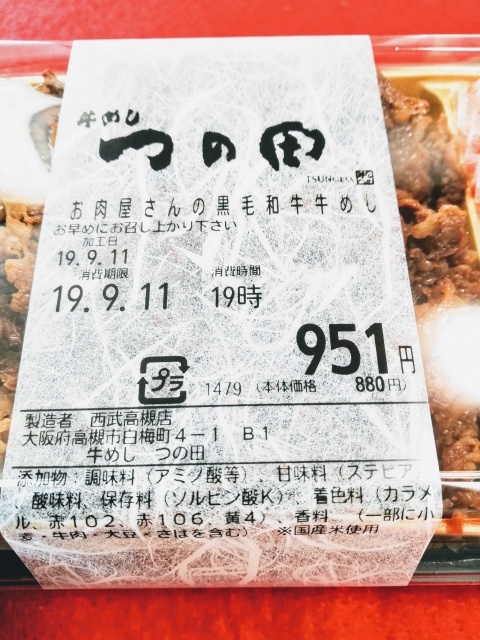 牛めし
つの田
TSUNODA
お肉屋さんの黒毛和牛牛めし
お早めにお召し上がり下さい
加工日
19.9.11
消費期限 消費時間
19.9.11 19時
951円
プラ 1479 (本体価格 880円)
製造者 西武高槻店
大阪府高槻市白梅町4-1 B1
牛めし つの田
添加物:調味料(アミノ酸等)、甘味料(ステビア
、酸味料、保存料(ソルビン酸K)、着色料(カラメ
ル、赤102、赤106、黄4)、香料 (一部に小
麦・牛肉・大豆・さばを含む) ※国産米使用